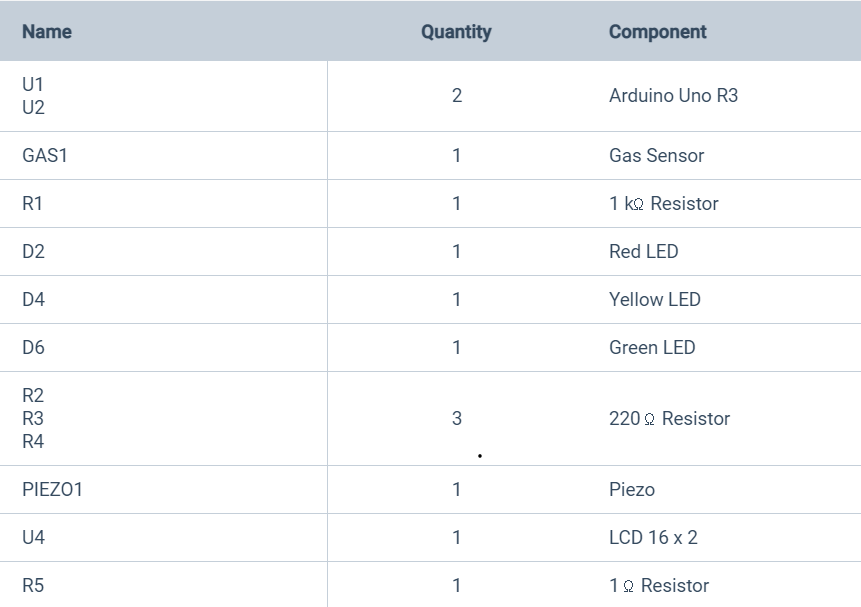 Name Quantity Component
U1
U2
2 Arduino Uno R3
GAS1 1 Gas Sensor
R1 1 1 kΩ Resistor
D2 1 Red LED
D4 1 Yellow LED
D6 1 Green LED
R2
R3
R4
3 220 Ω Resistor
PIEZO1 1 Piezo
U4 1 LCD 16 x 2
R5 1 1 Ω Resistor